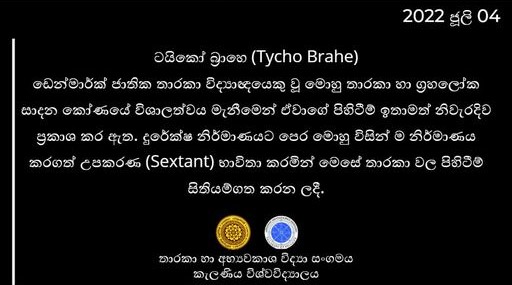 2022 ජූලි 04
ටයිකෝ බ්‍රාහෙ (Tycho Brahe)
ඩෙන්මාර්ක් ජාතික තාරකා විද්‍යාඥයෙකු වූ මොහු තාරකා හා ග්‍රහලෝක
සාදන කෝණයේ විශාලත්වය මැනීමෙන් ඒවාගේ පිහිටීම් ඉතාමත් නිවැරදිව
ප්‍රකාශ කර ඇත. දුරේක්ෂ නිර්මාණයට පෙර මොහු විසින් ම නිර්මාණය
කරගත් උපකරණ (Sextant) භාවිතා කරමින් මෙසේ තාරකා වල පිහිටීම්
සිතියම්ගත කරන ලදී.
තාරකා හා අභ්‍යවකාශ විද්‍යා සංගමය
කැලණිය විශ්වවිද්‍යාලය